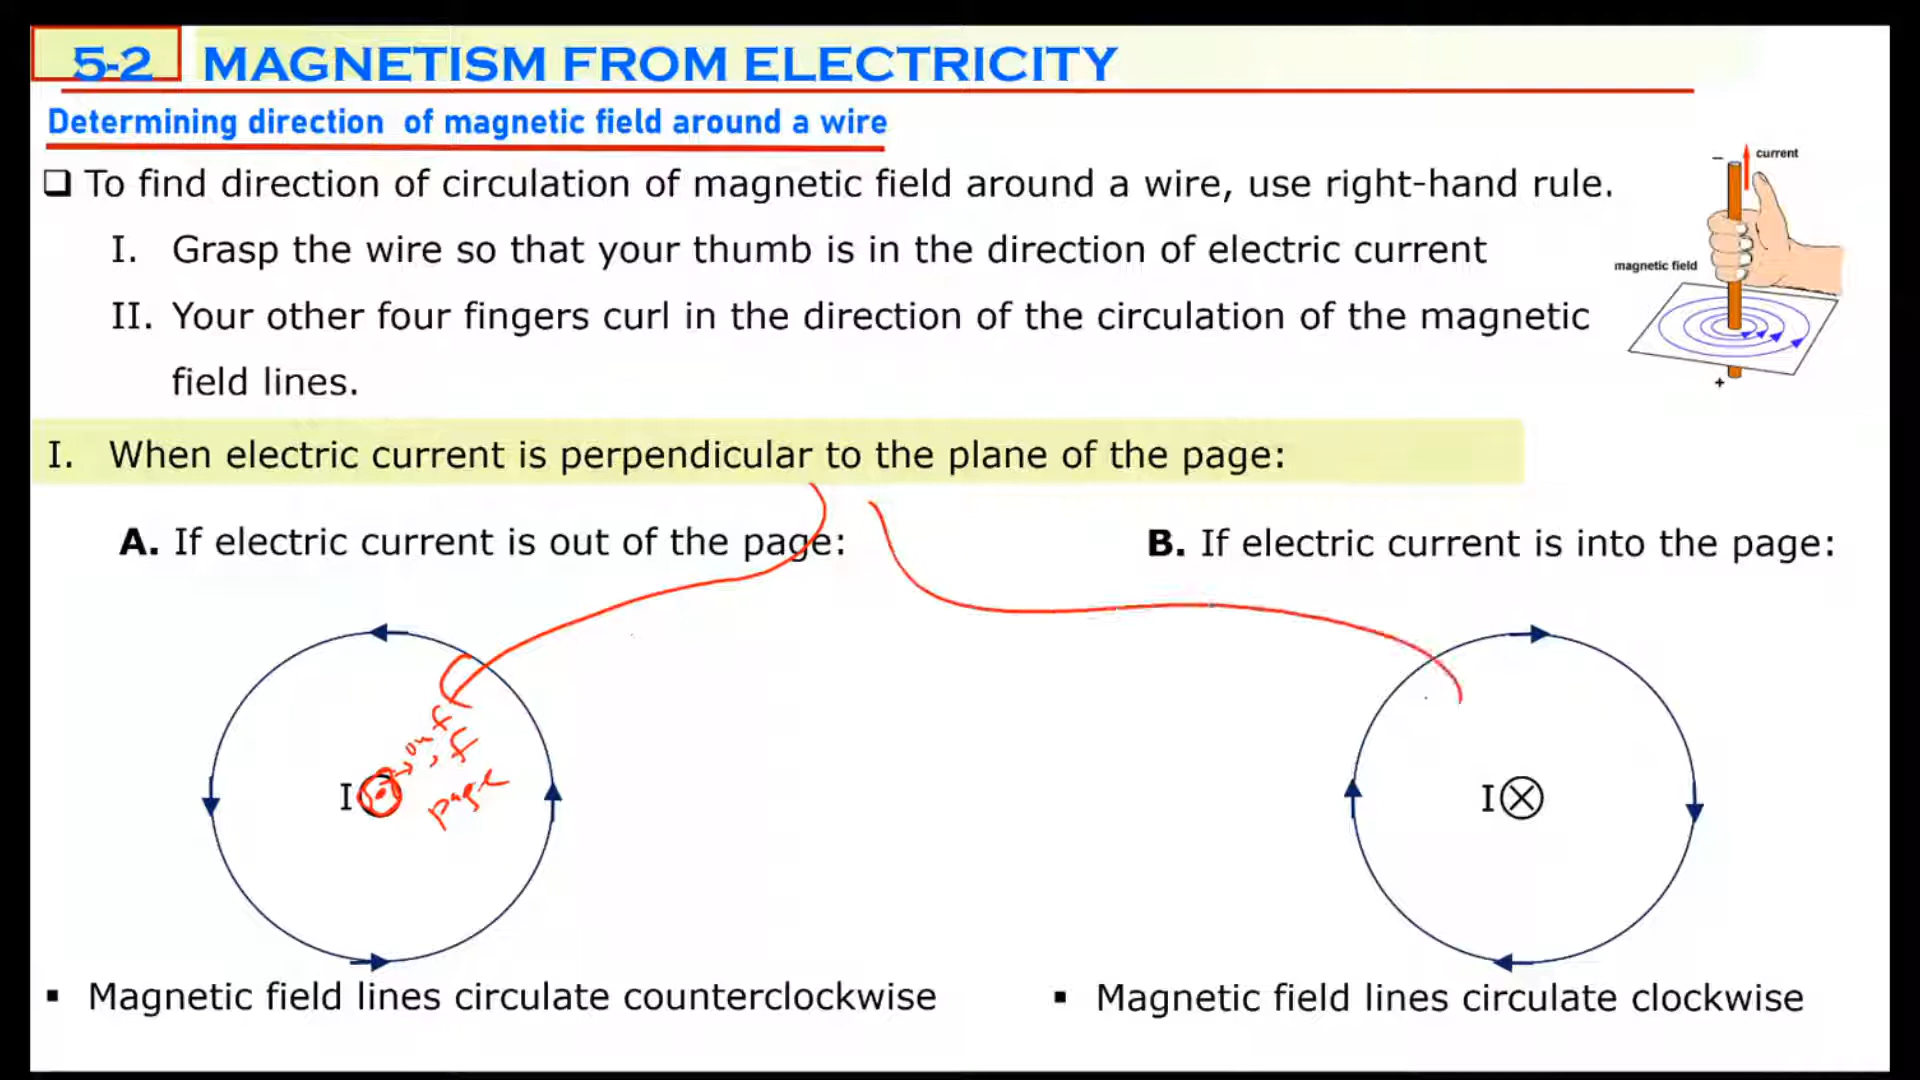 5-2 MAGNETISM FROM ELECTRICITY
Determining direction of magnetic field around a wire
❑ To find direction of circulation of magnetic field around a wire, use right-hand rule.
I. Grasp the wire so that your thumb is in the direction of electric current
II. Your other four fingers curl in the direction of the circulation of the magnetic
field lines.
− current
magnetic field
+
I. When electric current is perpendicular to the plane of the page:
A. If electric current is out of the page:
B. If electric current is into the page:
out
of
page
I
I
▪ Magnetic field lines circulate counterclockwise
▪ Magnetic field lines circulate clockwise